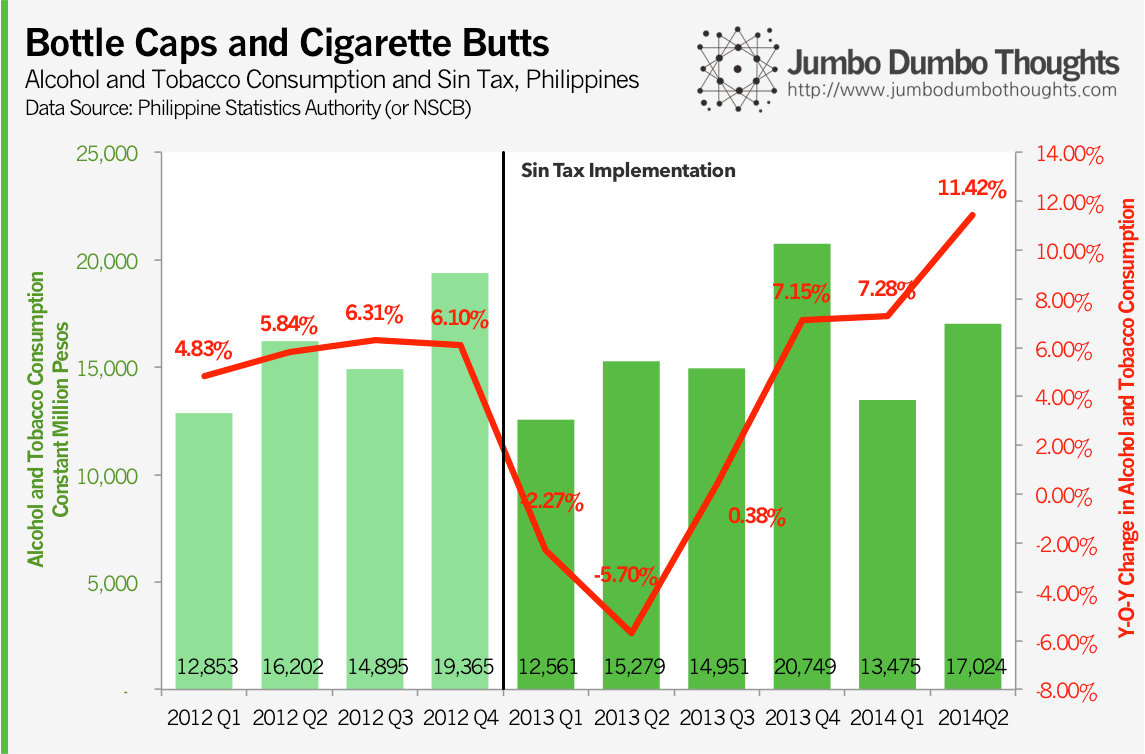 Bottle Caps and Cigarette Butts
Alcohol and Tobacco Consumption and Sin Tax, Philippines
Data Source: Philippine Statistics Authority (or NSCB)
Jumbo Dumbo Thoughts
http://www.jumbodumbothoughts.com
Alcohol and Tobacco Consumption
Constant Million Pesos
25,000
20,000
15,000
10,000
5,000
-
Sin Tax Implementation
4.83%
5.84%
6.31%
6.10%
-2.27%
-5.70%
0.38%
7.15%
7.28%
11.42%
12,853
16,202
14,895
19,365
12,561
15,279
14,951
20,749
13,475
17,024
2012 Q1
2012 Q2
2012 Q3
2012 Q4
2013 Q1
2013 Q2
2013 Q3
2013 Q4
2014 Q1
2014Q2
14.00%
12.00%
10.00%
8.00%
6.00%
4.00%
2.00%
0.00%
-2.00%
-4.00%
-6.00%
-8.00%
Y-O-Y Change in Alcohol and Tobacco Consumption